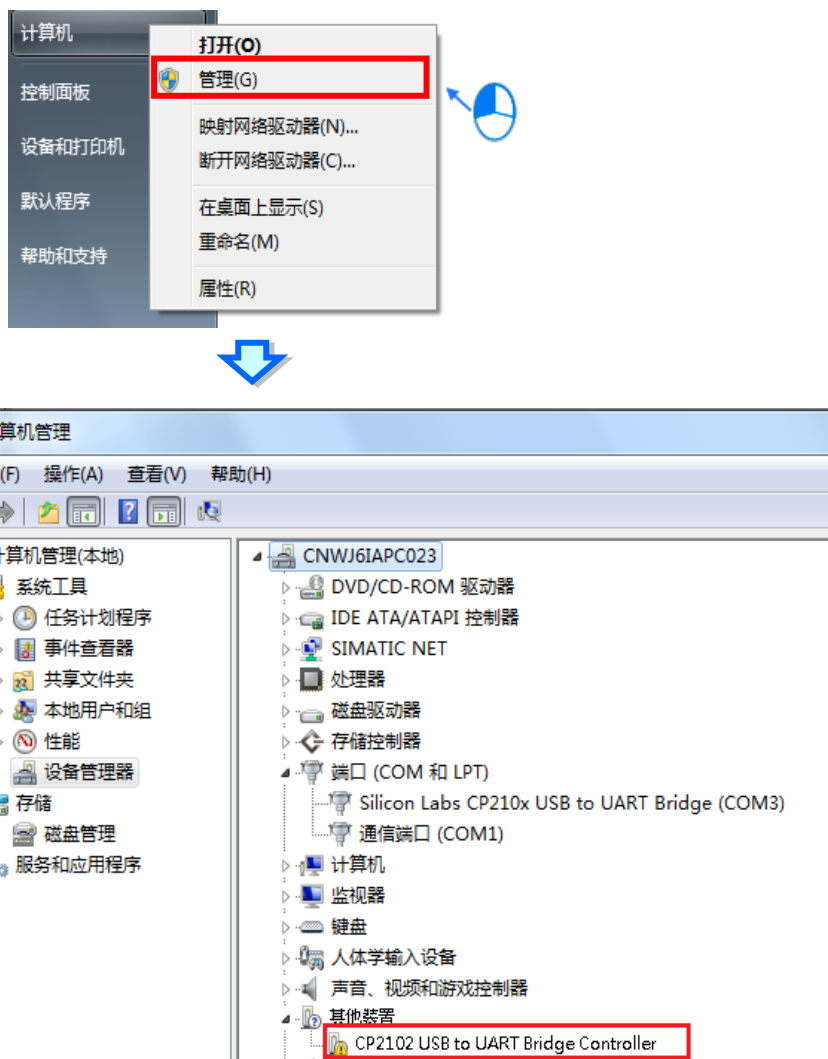 计算机
控制面板
设备和打印机
默认程序
帮助和支持
打开(O)
管理(G)
映射网络驱动器(N)...
断开网络驱动器(C)...
在桌面上显示(S)
重命名(M)
属性(R)
算机管理
(F) 操作(A) 查看(V) 帮助(H)
计算机管理(本地)
系统工具
任务计划程序
事件查看器
共享文件夹
本地用户和组
性能
设备管理器
存储
磁盘管理
服务和应用程序
CNWJ6IAPC023
DVD/CD-ROM 驱动器
IDE ATA/ATAPI 控制器
SIMATIC NET
处理器
磁盘驱动器
存储控制器
端口 (COM 和 LPT)
Silicon Labs CP210x USB to UART Bridge (COM3)
通信端口 (COM1)
计算机
监视器
键盘
人体学输入设备
声音、视频和游戏控制器
其他裝置
CP2102 USB to UART Bridge Controller